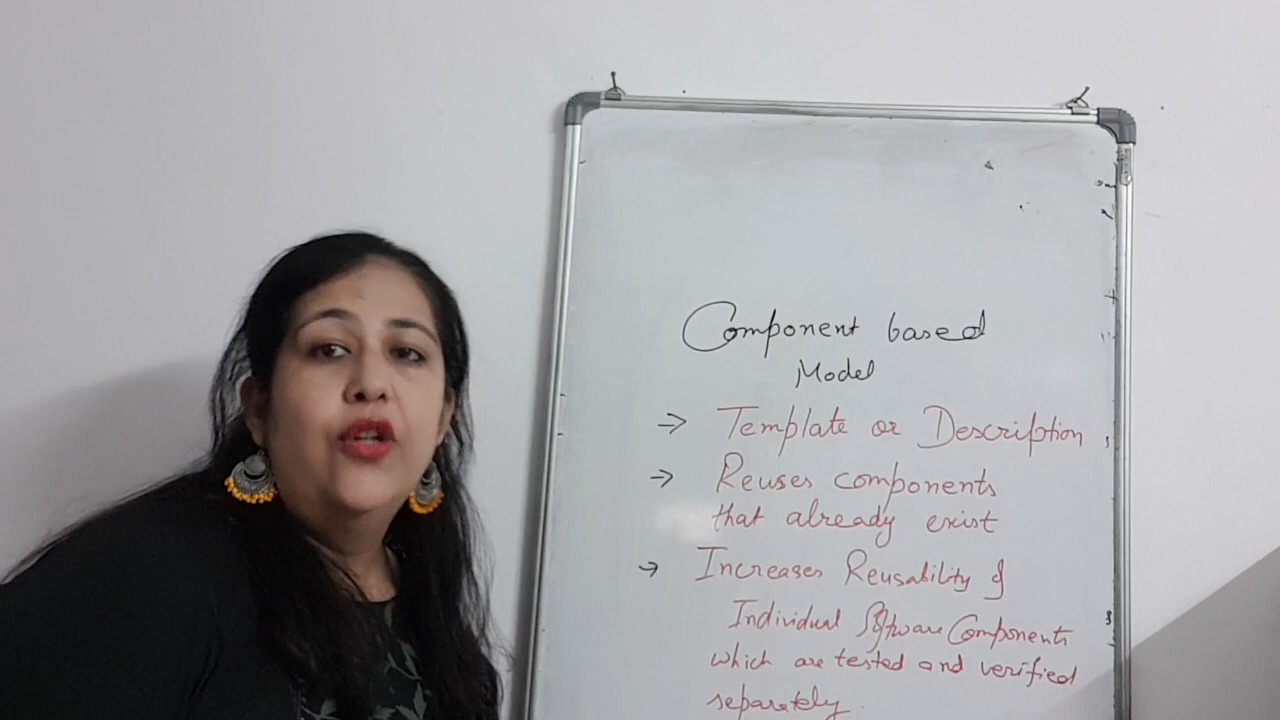 Component based
Model
→ Template or Description
→ Reuses components
that already exist
→ Increases Reusability of
Individual Software Components
which are tested and verified
separately.